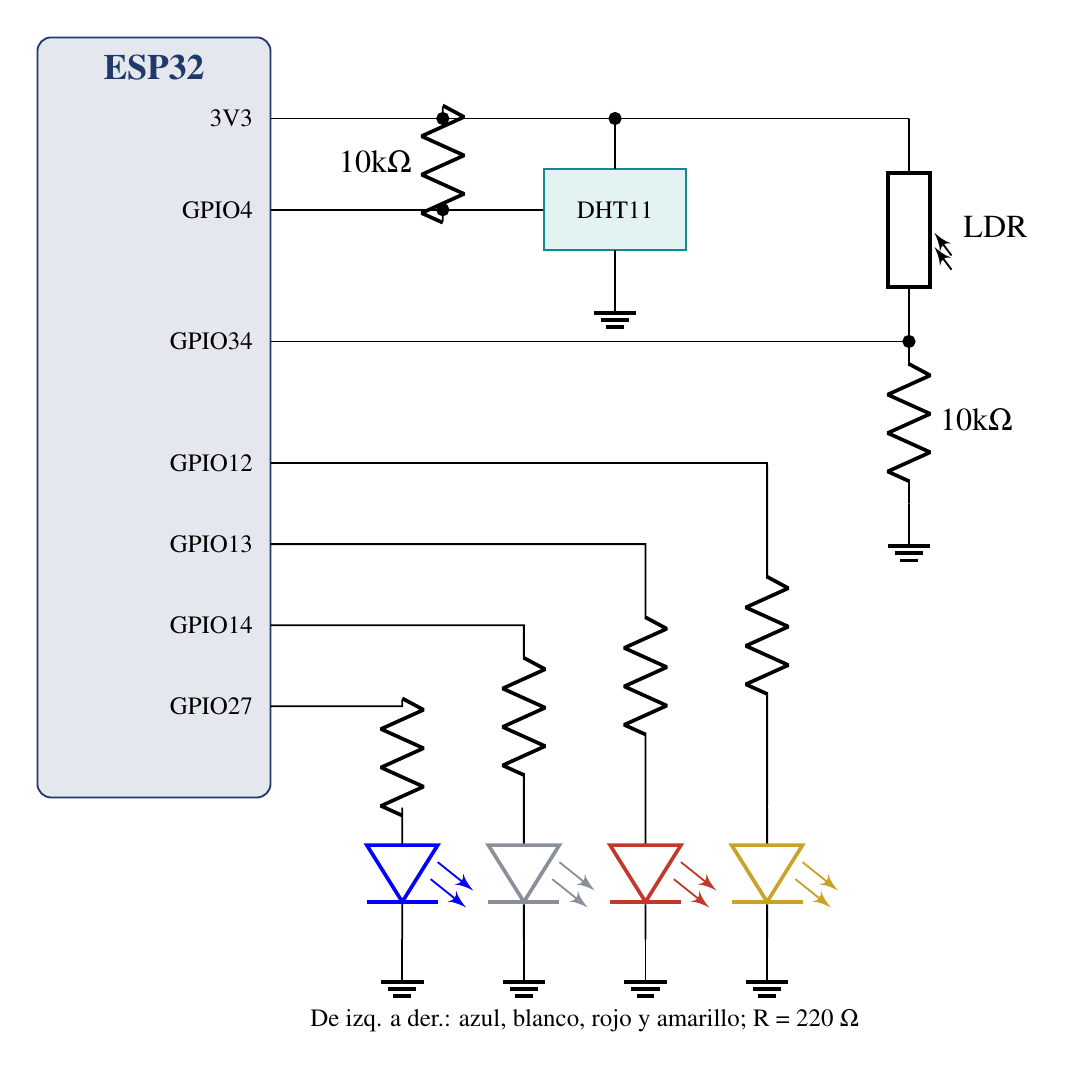 ESP32
3V3
10kΩ
GPIO4
DHT11
LDR
GPIO34
10kΩ
GPIO12
GPIO13
GPIO14
GPIO27
De izq. a der.: azul, blanco, rojo y amarillo; R = 220 Ω